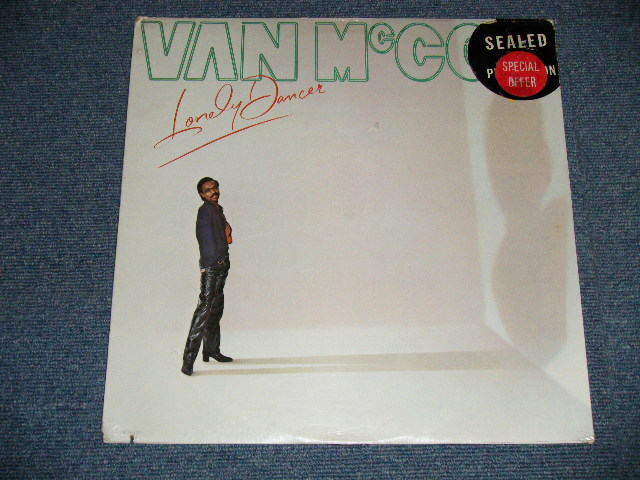 VAN McCO
Lonely Dancer
SEALED
SPECIAL
OFFER